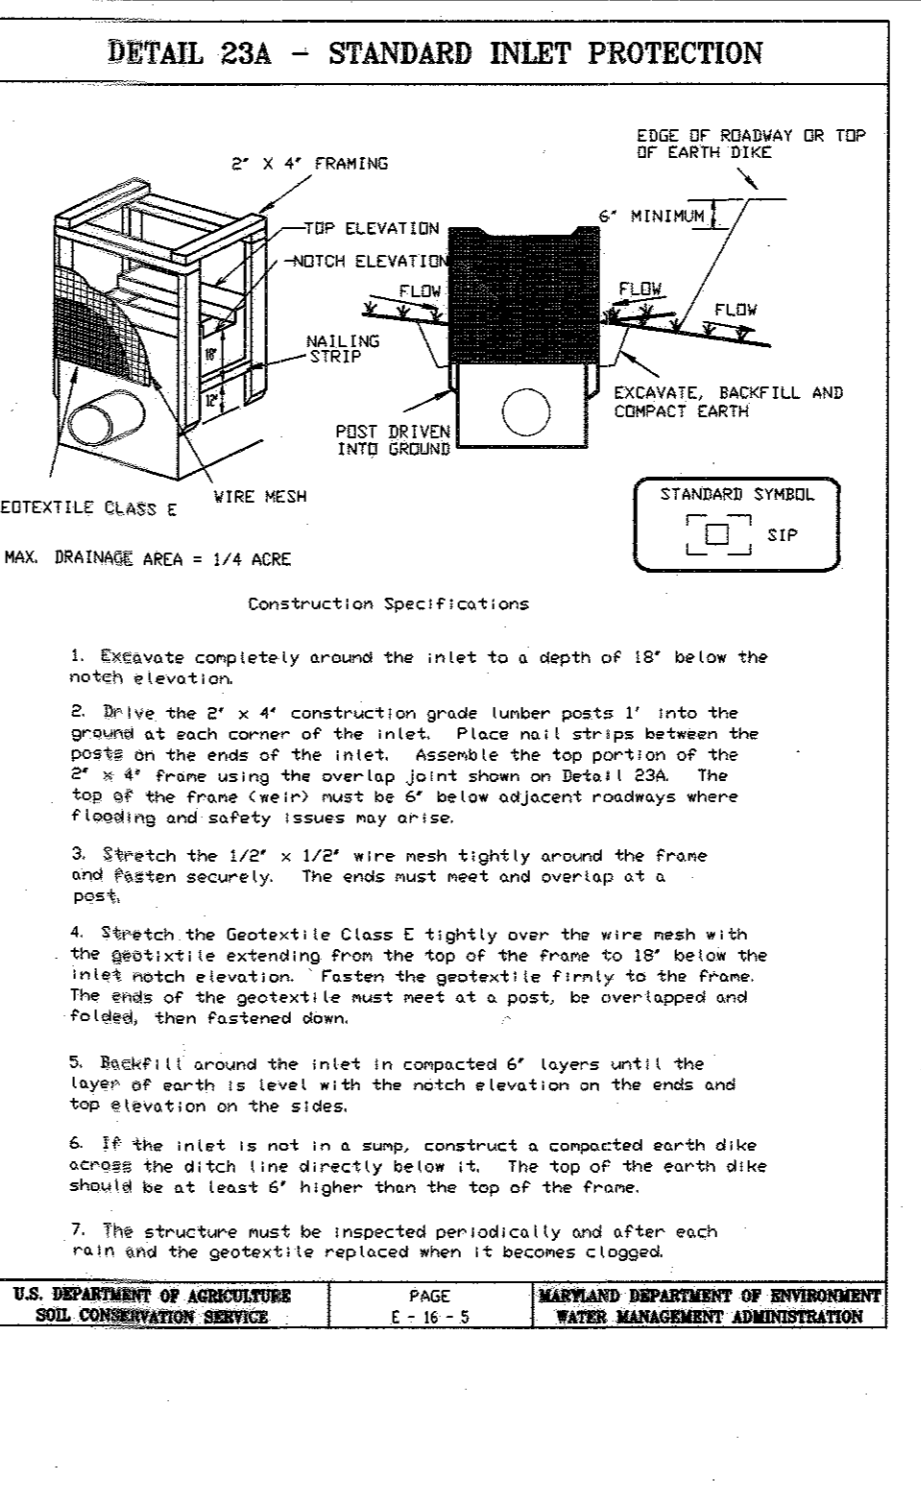 DETAIL 23A - STANDARD INLET PROTECTION
EDGE OF ROADWAY OR TOP
OF EARTH DIKE
2" X 4" FRAMING
6" MINIMUM
TOP ELEVATION
NOTCH ELEVATION
FLOW
FLOW
FLOW
NAILING
STRIP
18"
12"
EXCAVATE, BACKFILL AND
COMPACT EARTH
POST DRIVEN
INTO GROUND
EOTEXTILE CLASS E
WIRE MESH
STANDARD SYMBOL
SIP
MAX. DRAINAGE AREA = 1/4 ACRE
Construction Specifications
1. Excavate completely around the inlet to a depth of 18" below the
notch elevation.
2. Drive the 2" x 4" construction grade lumber posts 1' into the
ground at each corner of the inlet. Place nail strips between the
posts on the ends of the inlet. Assemble the top portion of the
2" x 4" frame using the overlap joint shown on Detail 23A. The
top of the frame (weir) must be 6" below adjacent roadways where
flooding and safety issues may arise.
3. Stretch the 1/2" x 1/2" wire mesh tightly around the frame
and fasten securely. The ends must meet and overlap at a
post.
4. Stretch the Geotextile Class E tightly over the wire mesh with
the geotixtile extending from the top of the frame to 18" below the
inlet notch elevation. Fasten the geotextile firmly to the frame.
The ends of the geotextile must meet at a post, be overlapped and
folded, then fastened down.
5. Backfill around the inlet in compacted 6" layers until the
layer of earth is level with the notch elevation on the ends and
top elevation on the sides.
6. If the inlet is not in a sump, construct a compacted earth dike
across the ditch line directly below it. The top of the earth dike
should be at least 6" higher than the top of the frame.
7. The structure must be inspected periodically and after each
rain and the geotextile replaced when it becomes clogged.
U.S. DEPARTMENT OF AGRICULTURE
SOIL CONSERVATION SERVICE
PAGE
E - 16 - 5
MARYLAND DEPARTMENT OF ENVIRONMENT
WATER MANAGEMENT ADMINISTRATION